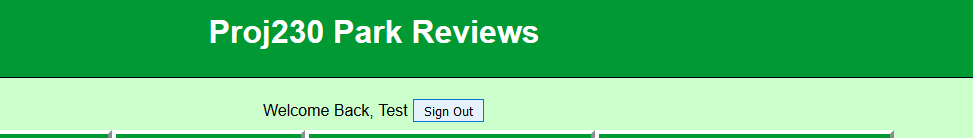 Proj230 Park Reviews
Welcome Back, Test Sign Out